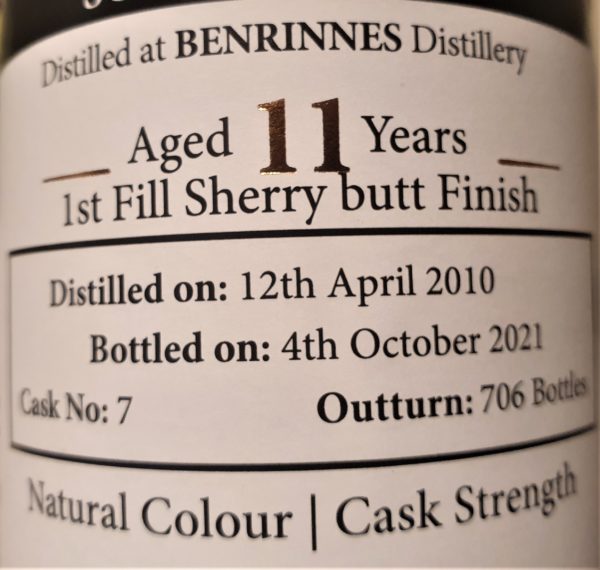 Distilled at BENRINNES Distillery
Aged 11 Years
1st Fill Sherry butt Finish
Distilled on: 12th April 2010
Bottled on: 4th October 2021
Cask No: 7 Outturn: 706 Bottles
Natural Colour | Cask Strength